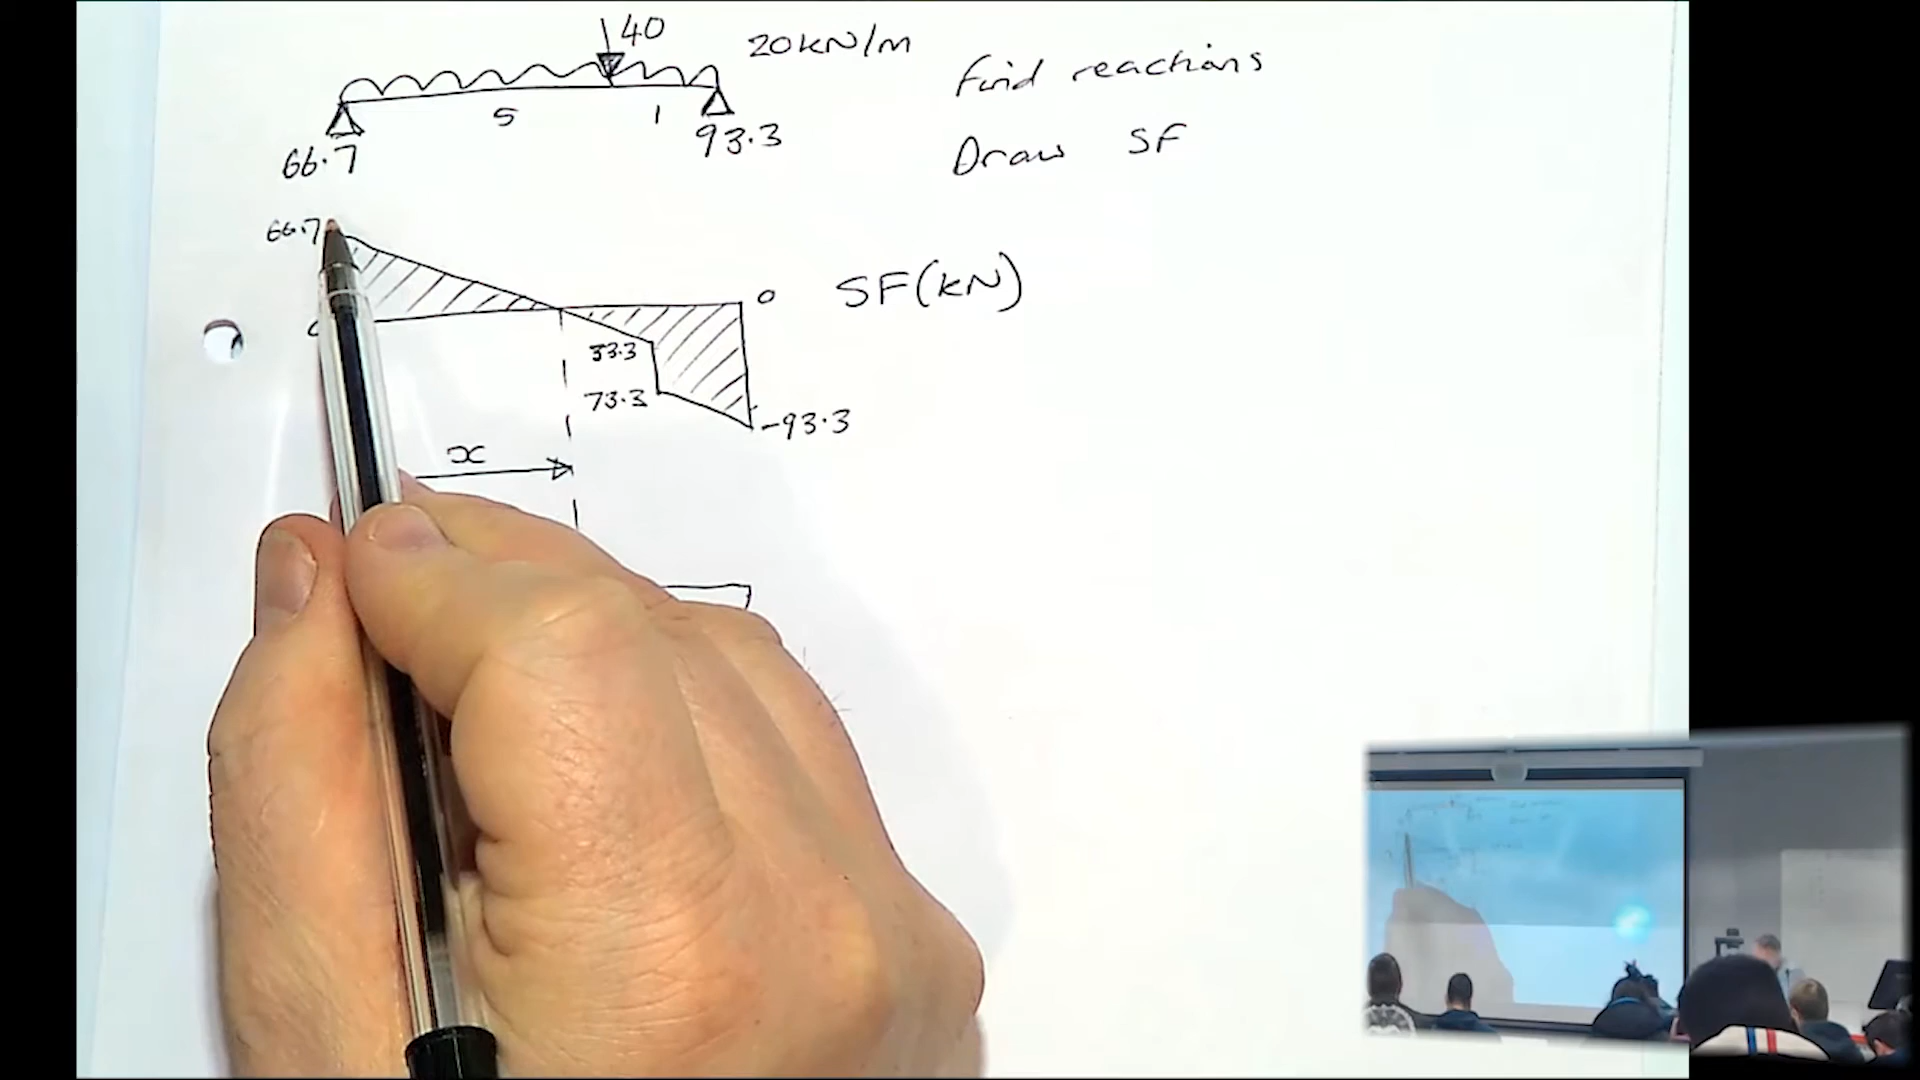 40
20kN/m
Find reactions
5
1
66.7
93.3
Draw SF
66.7
0
SF(kN)
33.3
73.3
-93.3
x